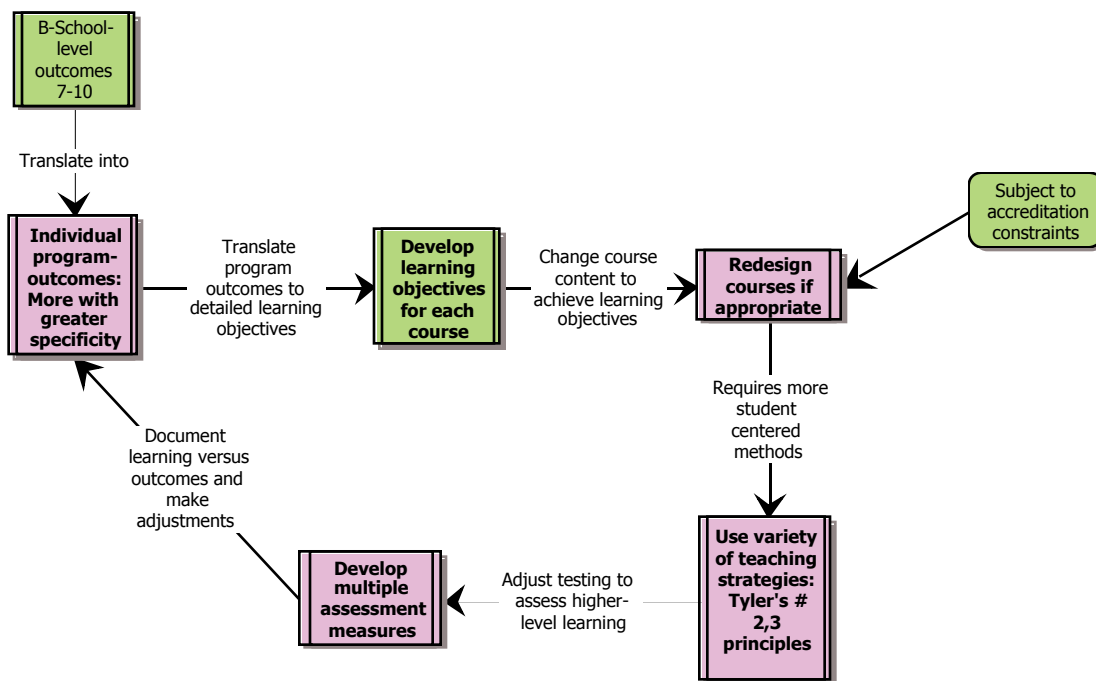 B-School-
level
outcomes
7-10
Translate into
Individual
program-
outcomes:
More with
greater
specificity
Translate
program
outcomes to
detailed learning
objectives
Develop
learning
objectives
for each
course
Change course
content to
achieve learning
objectives
Redesign
courses if
appropriate
Subject to
accreditation
constraints
Requires more
student
centered
methods
Use variety
of teaching
strategies:
Tyler's #
2,3
principles
Adjust testing to
assess higher-
level learning
Develop
multiple
assessment
measures
Document
learning versus
outcomes and
make
adjustments